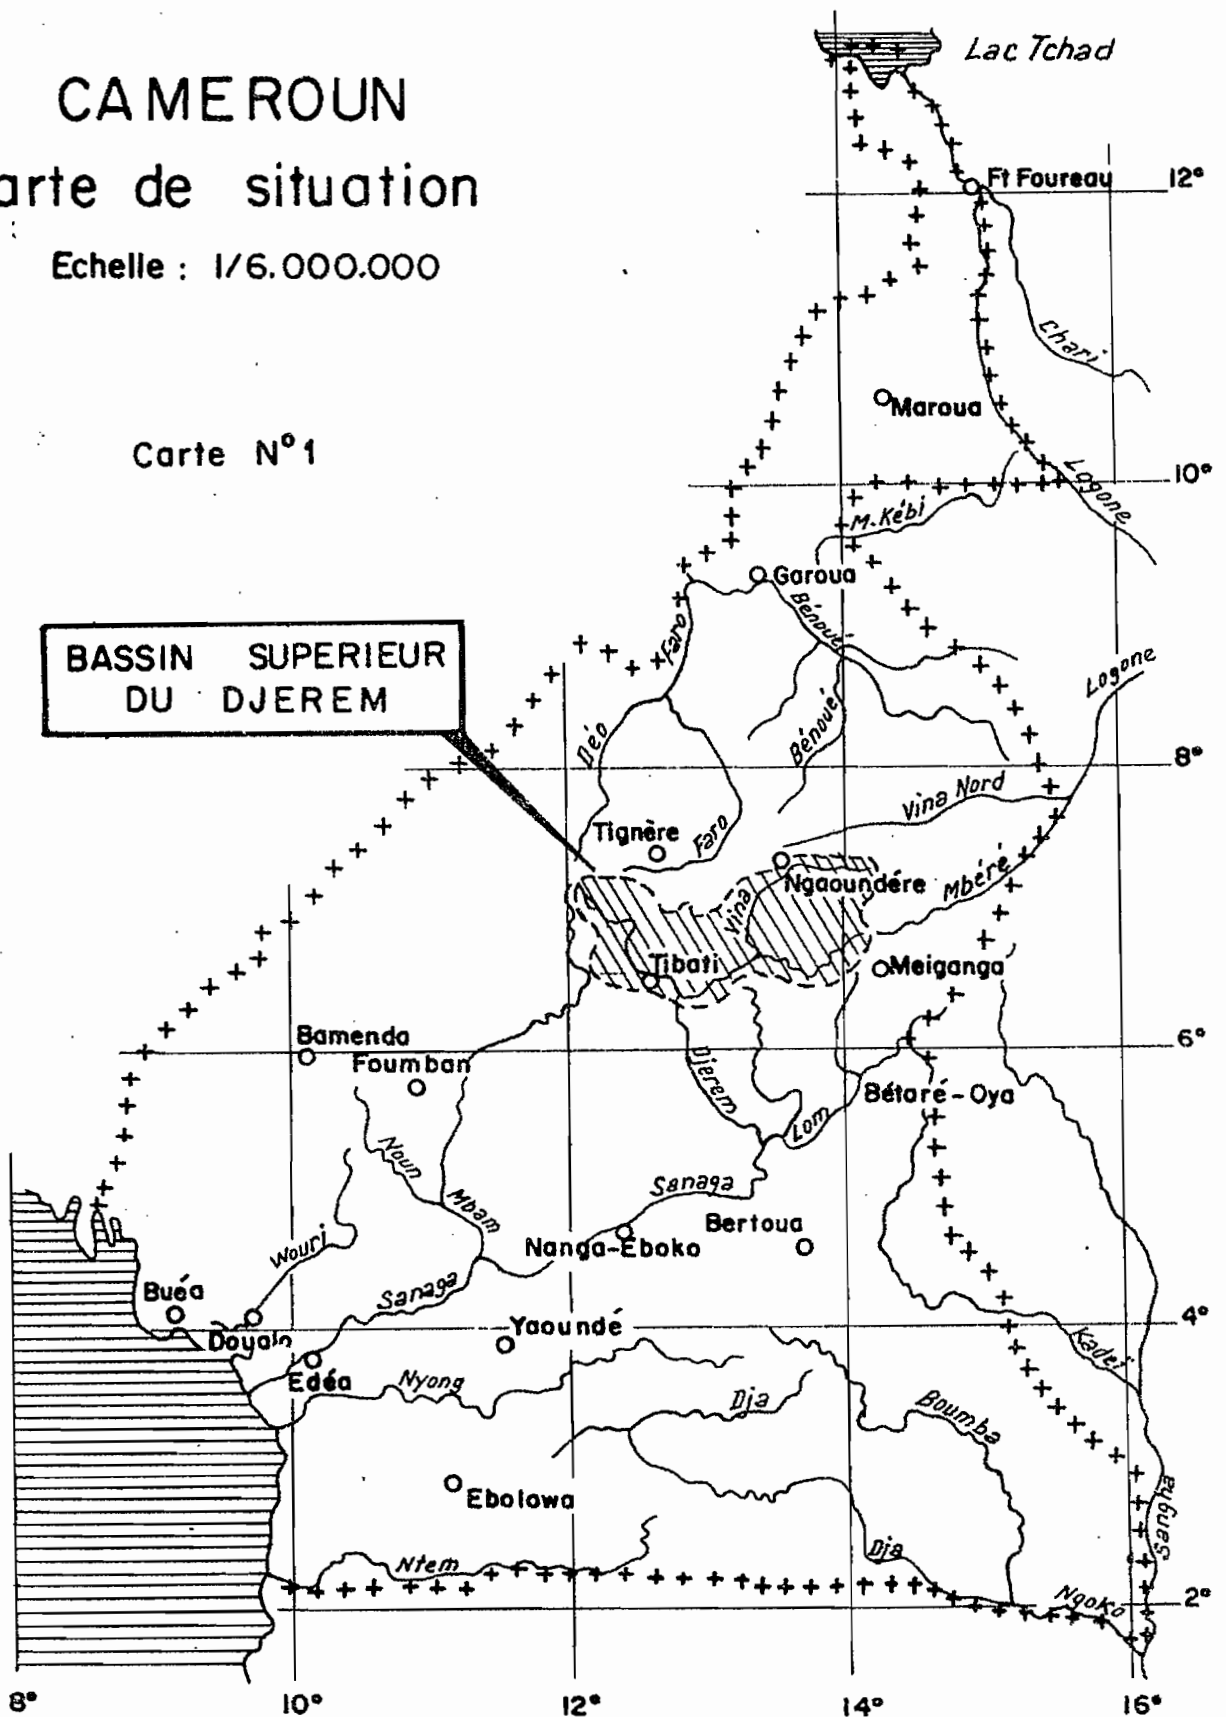 CAMEROUN
arte de situation
Echelle : 1/6.000.000
Carte N° 1
Lac Tchad
Ft Foureau
12°
Chari
Maroua
10°
Logone
M. Kébi
Garoua
Bénoué
Faro
BASSIN SUPERIEUR
DU DJEREM
Logone
Déo
Bénoué
8°
Vina Nord
Tignère
Faro
Ngaoundére
Mbéré
Vina
Tibati
Meiganga
Bamenda
6°
Foumban
Djerem
Bétaré-Oya
Lom
Noun
Mbam
Sanaga
Bertoua
Wouri
Nanga-Eboko
Buéa
Sanaga
Yaoundé
4°
Edéa
Kadeï
Nyong
Dja
Boumba
Ebolowa
Sangha
Dja
Ntem
Ngoko
2°
8°
10°
12°
14°
16°